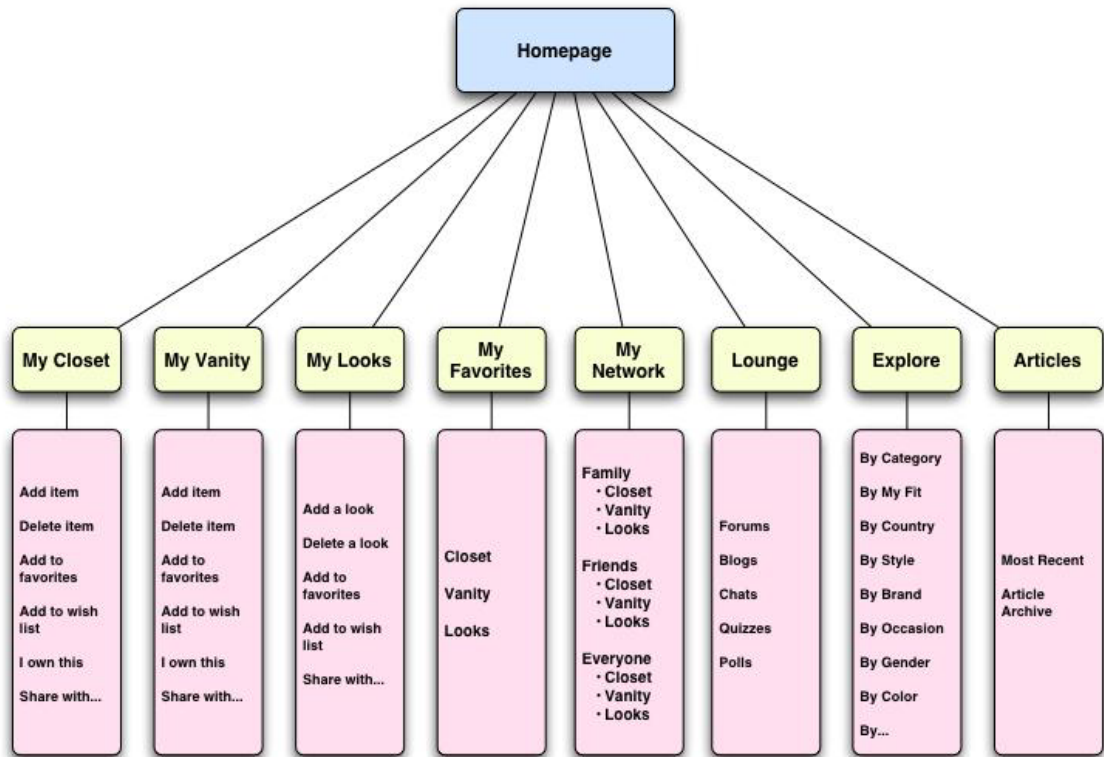 Homepage
My Closet
My Vanity
My Looks
My
Favorites
My
Network
Lounge
Explore
Articles
Add item
Delete item
Add to
favorites
Add to wish
list
I own this
Share with...
Add item
Delete item
Add to
favorites
Add to wish
list
I own this
Share with...
Add a look
Delete a look
Add to
favorites
Add to wish
list
Share with...
Closet
Vanity
Looks
Family
• Closet
• Vanity
• Looks
Friends
• Closet
• Vanity
• Looks
Everyone
• Closet
• Vanity
• Looks
Forums
Blogs
Chats
Quizzes
Polls
By Category
By My Fit
By Country
By Style
By Brand
By Occasion
By Gender
By Color
By...
Most Recent
Article
Archive